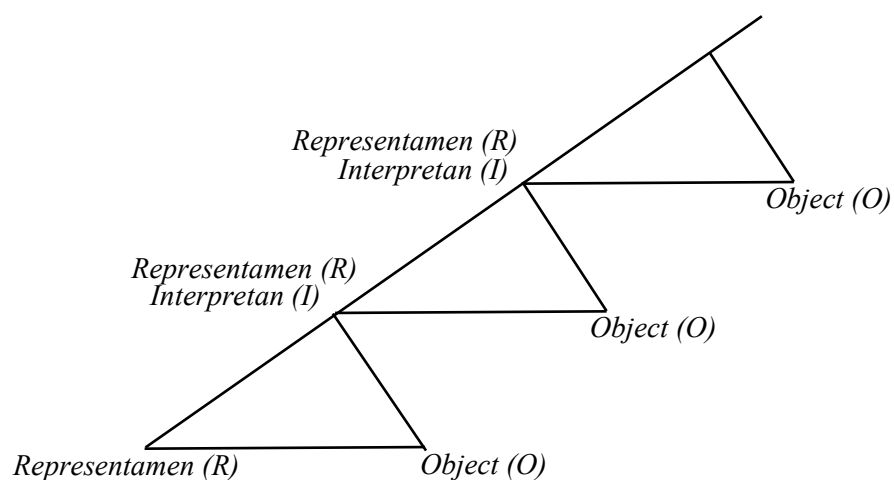 Representamen (R)
Interpretan (I)
Object (O)
Representamen (R)
Interpretan (I)
Object (O)
Representamen (R)
Object (O)